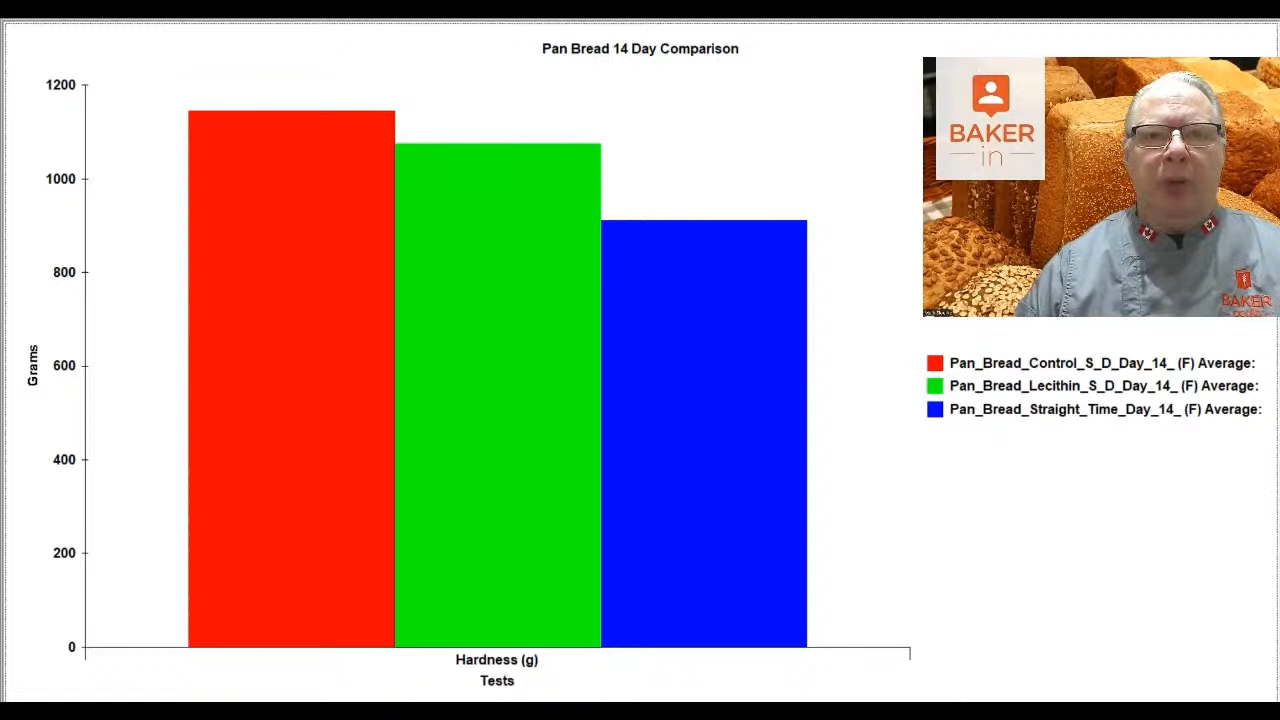 Pan Bread 14 Day Comparison
1200
1000
800
600
400
200
0
Grams
Hardness (g)
Tests
BAKER
in
BAKER
Pan_Bread_Control_S_D_Day_14_ (F) Average:
Pan_Bread_Lecithin_S_D_Day_14_ (F) Average:
Pan_Bread_Straight_Time_Day_14_ (F) Average: